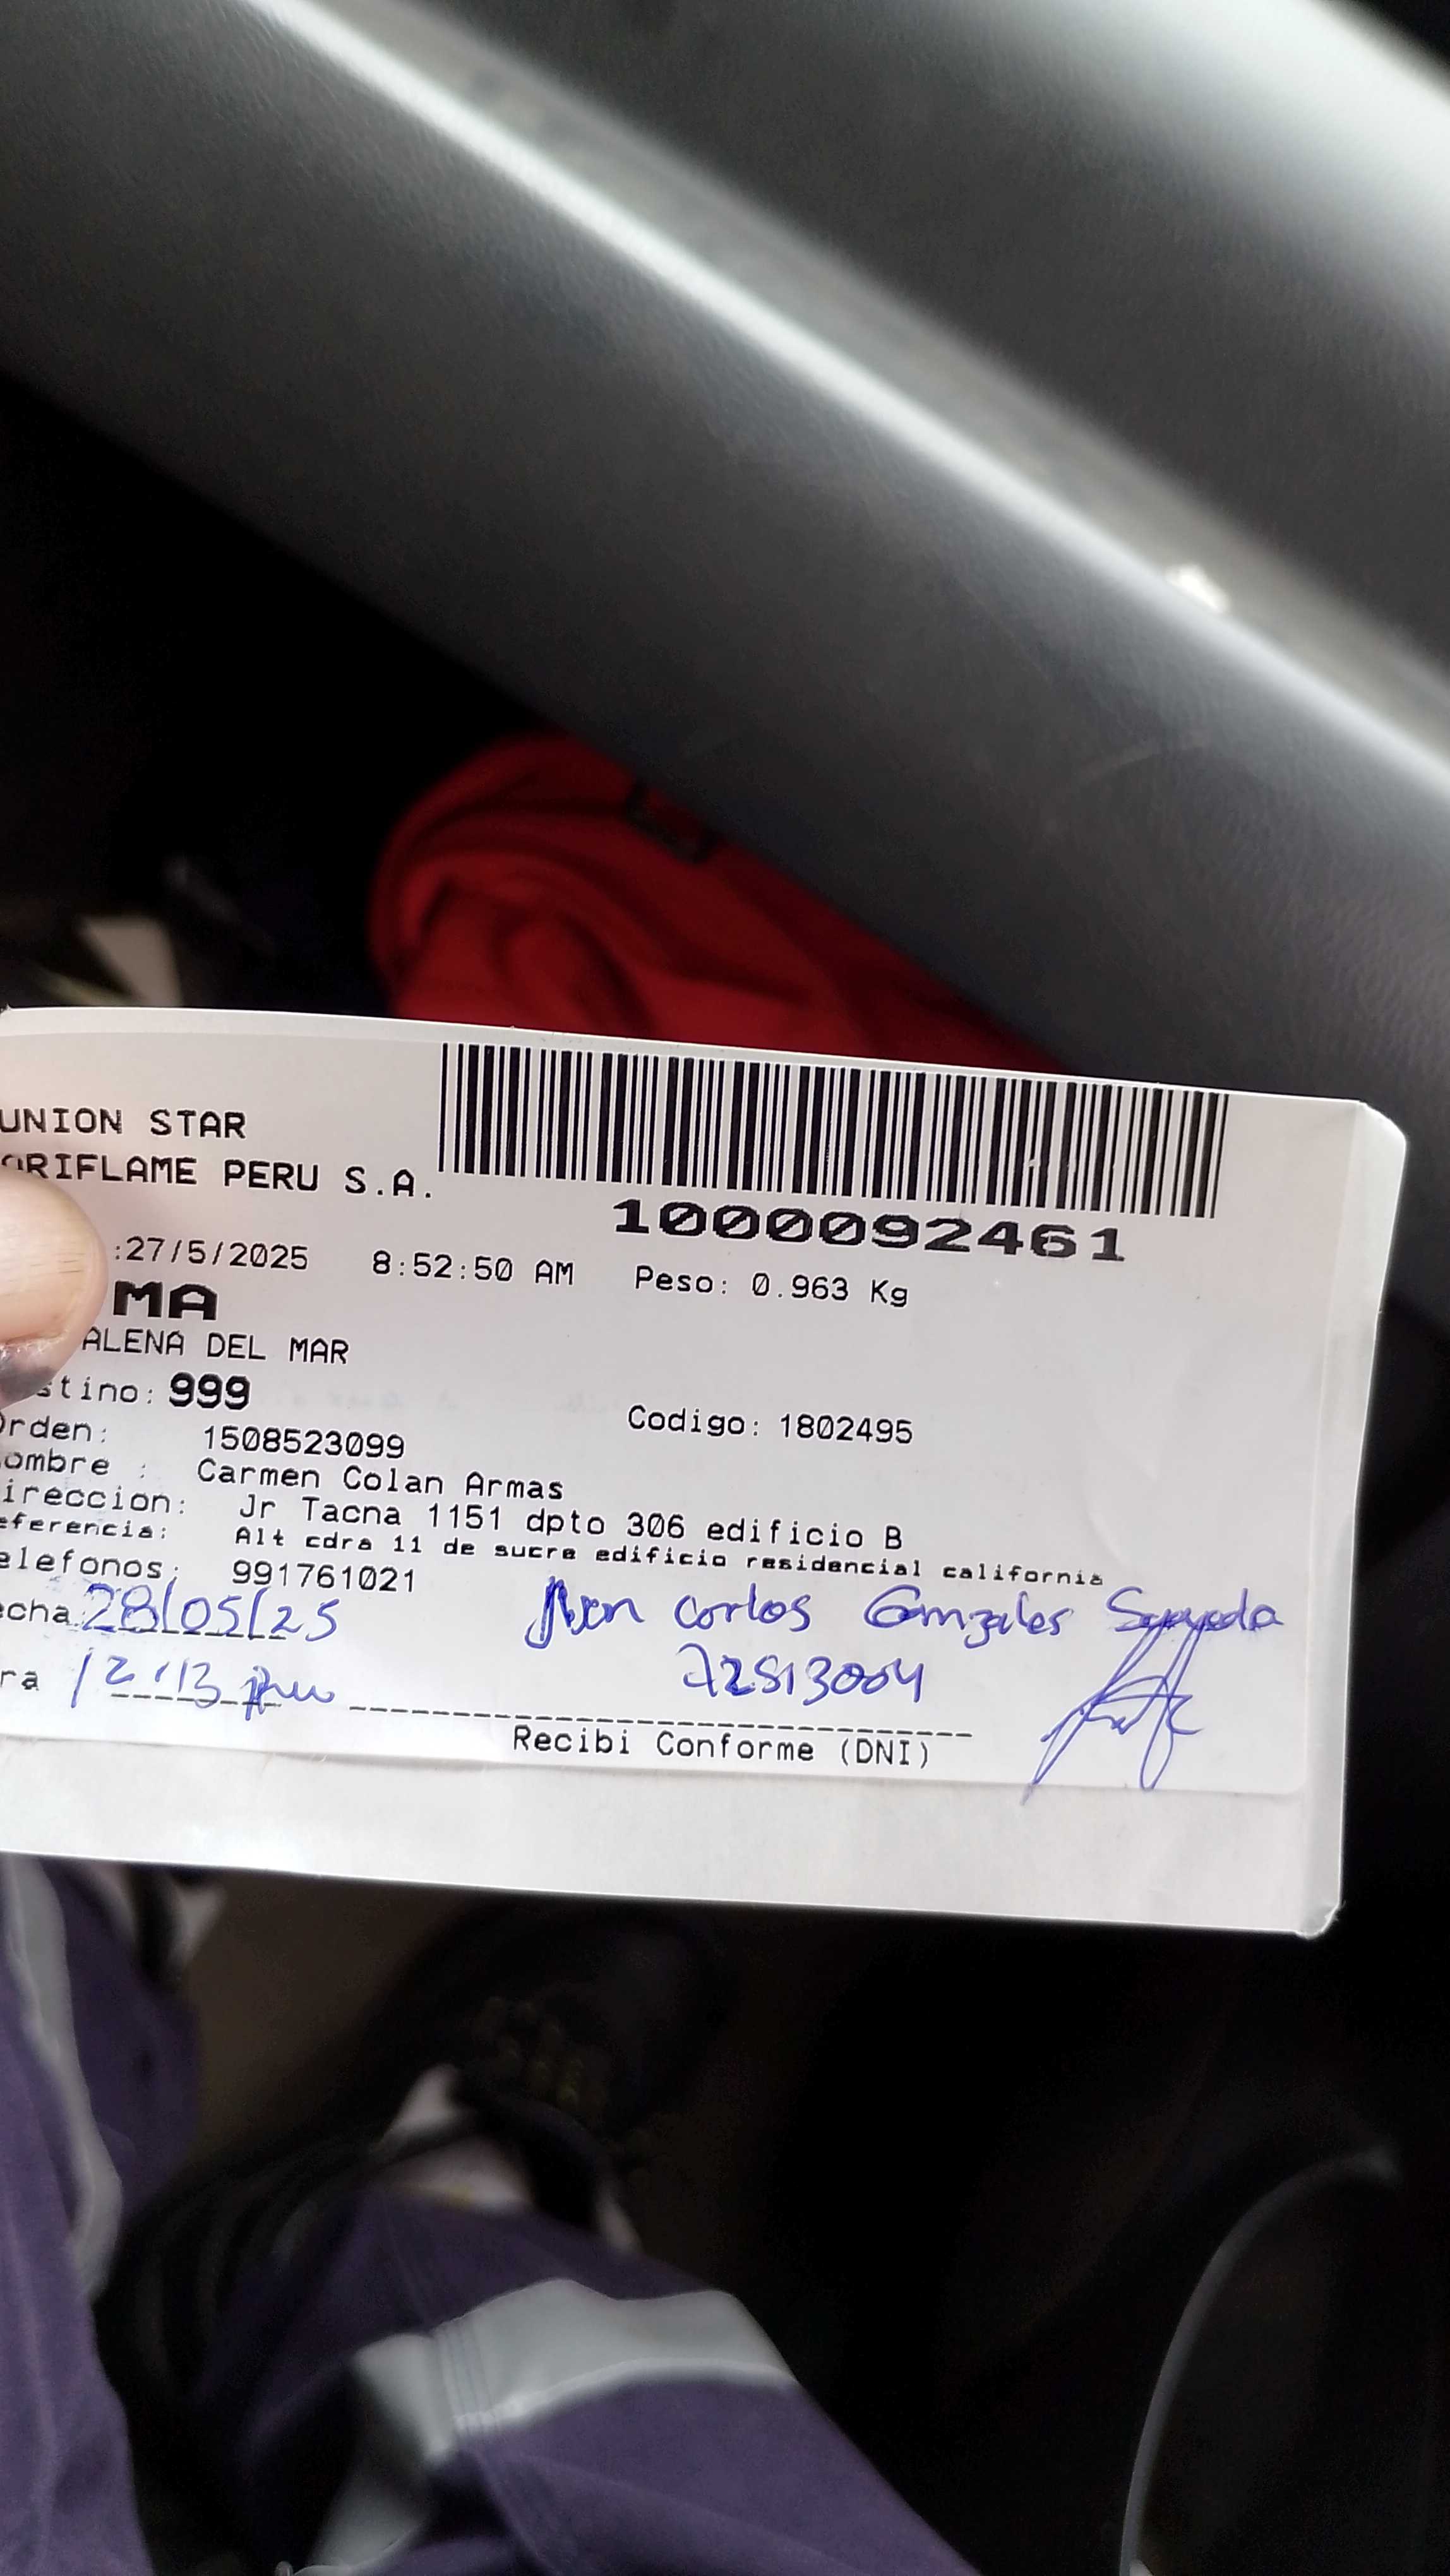 UNION STAR
ORIFLAME PERU S.A.
1000092461
:27/5/2025 8:52:50 AM Peso: 0.963 Kg
MA
ALENA DEL MAR
stino: 999
Codigo: 1802495
Orden: 1508523099
ombre : Carmen Colan Armas
ireccion: Jr Tacna 1151 dpto 306 edificio B
eferencia: Alt cdra 11 de sucre edificio residencial california
elefonos: 991761021
echa: 28/05/25
Carlos Gonzales
ra 12:13 pm
72513004
Recibi Conforme (DNI)